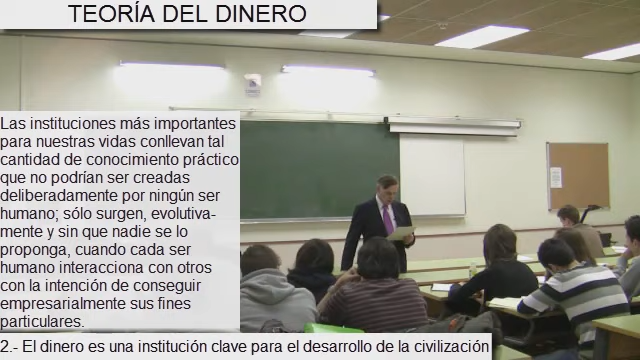 TEORÍA DEL DINERO
Las instituciones más importantes
para nuestras vidas conllevan tal
cantidad de conocimiento práctico
que no podrían ser creadas
deliberadamente por ningún ser
humano; sólo surgen, evolutiva-
mente y sin que nadie se lo
proponga, cuando cada ser
humano interacciona con otros
con la intención de conseguir
empresarialmente sus fines
particulares.
2.- El dinero es una institución clave para el desarrollo de la civilización